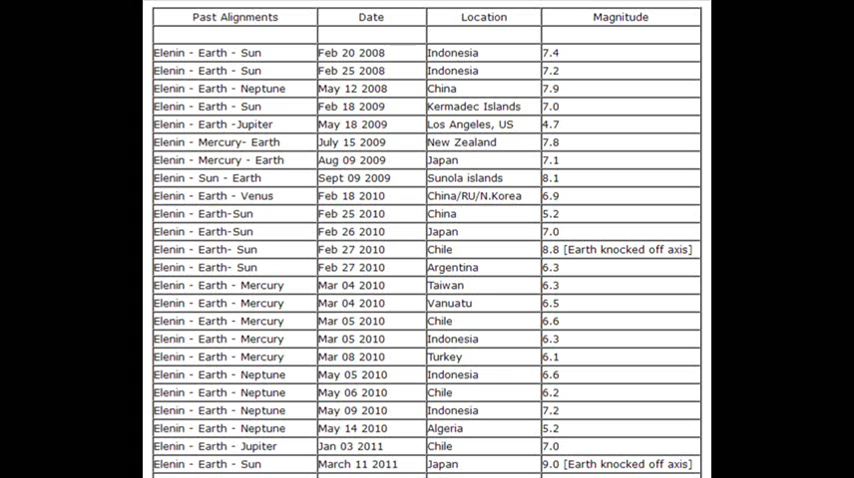 Past Alignments Date Location Magnitude
Elenin - Earth - Sun Feb 20 2008 Indonesia 7.4
Elenin - Earth - Sun Feb 25 2008 Indonesia 7.2
Elenin - Earth - Neptune May 12 2008 China 7.9
Elenin - Earth - Sun Feb 18 2009 Kermadec Islands 7.0
Elenin - Earth -Jupiter May 18 2009 Los Angeles, US 4.7
Elenin - Mercury- Earth July 15 2009 New Zealand 7.8
Elenin - Mercury - Earth Aug 09 2009 Japan 7.1
Elenin - Sun - Earth Sept 09 2009 Sunola islands 8.1
Elenin - Earth - Venus Feb 18 2010 China/RU/N.Korea 6.9
Elenin - Earth-Sun Feb 25 2010 China 5.2
Elenin - Earth-Sun Feb 26 2010 Japan 7.0
Elenin - Earth- Sun Feb 27 2010 Chile 8.8 [Earth knocked off axis]
Elenin - Earth- Sun Feb 27 2010 Argentina 6.3
Elenin - Earth - Mercury Mar 04 2010 Taiwan 6.3
Elenin - Earth - Mercury Mar 04 2010 Vanuatu 6.5
Elenin - Earth - Mercury Mar 05 2010 Chile 6.6
Elenin - Earth - Mercury Mar 05 2010 Indonesia 6.3
Elenin - Earth - Mercury Mar 08 2010 Turkey 6.1
Elenin - Earth - Neptune May 05 2010 Indonesia 6.6
Elenin - Earth - Neptune May 06 2010 Chile 6.2
Elenin - Earth - Neptune May 09 2010 Indonesia 7.2
Elenin - Earth - Neptune May 14 2010 Algeria 5.2
Elenin - Earth - Jupiter Jan 03 2011 Chile 7.0
Elenin - Earth - Sun March 11 2011 Japan 9.0 [Earth knocked off axis]